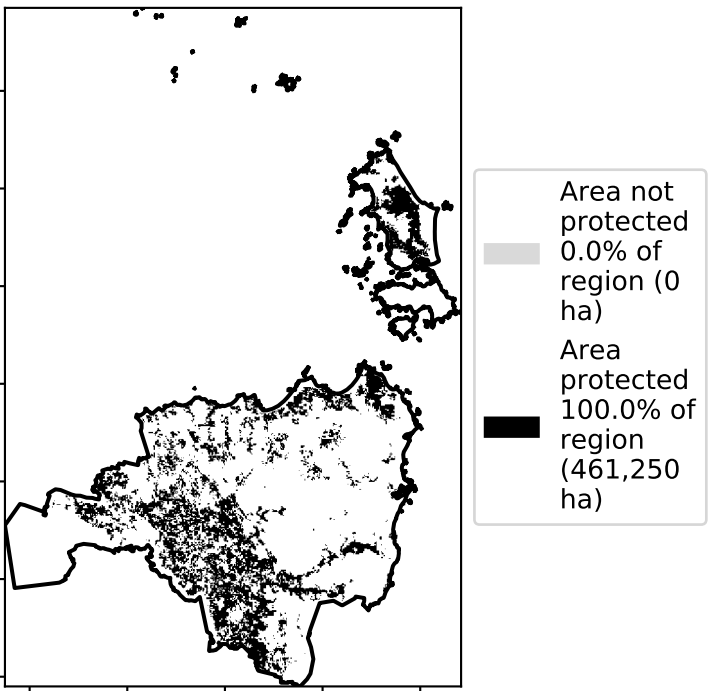 Area not
protected
0.0% of
region (0
ha)
Area
protected
100.0% of
region
(461,250
ha)